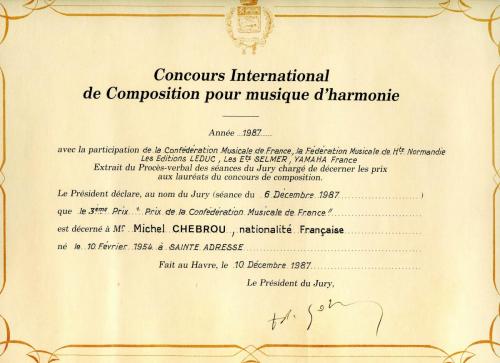 Concours International
de Composition pour musique d'harmonie
Année 1987
avec la participation de la Confédération Musicale de France, la Fédération Musicale de Hte Normandie
Les Editions LEDUC, Les Ets SELMER, YAMAHA France
Extrait du Procès-verbal des séances du Jury chargé de décerner les prix
aux lauréats du concours de composition.
Le Président déclare, au nom du Jury (séance du 6 Décembre 1987 )
que le 3ème Prix " Prix de la Confédération Musicale de France"
est décerné à Mr Michel CHEBROU, nationalité Française
né le 10 Février 1954 à SAINTE ADRESSE
Fait au Havre, le 10 Décembre 1987
Le Président du Jury,